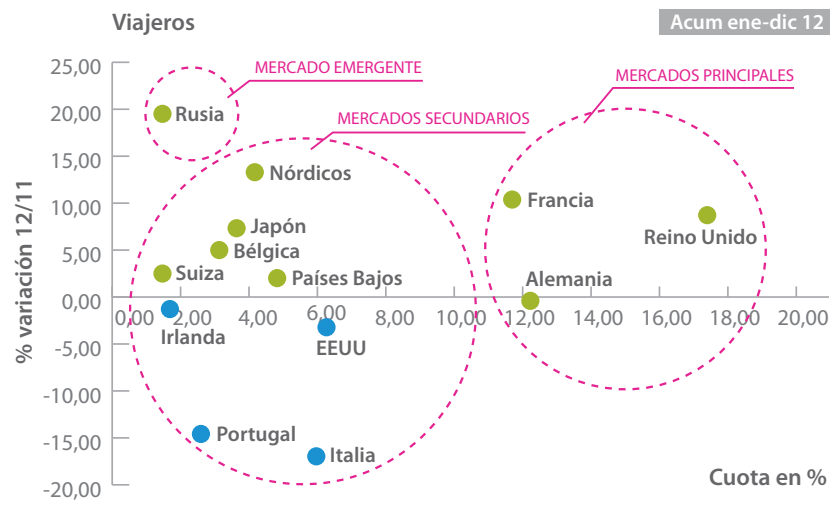 Viajeros
Acum ene-dic 12
25,00
MERCADO EMERGENTE
MERCADOS PRINCIPALES
20,00
Rusia
MERCADOS SECUNDARIOS
15,00
Nórdicos
10,00
Francia
Japón
Reino Unido
Bélgica
5,00
Suiza
Países Bajos
Alemania
0,00
0,00 2,00 4,00 6,00 8,00 10,00 12,00 14,00 16,00 18,00 20,00
Irlanda
EEUU
-5,00
-10,00
Portugal
-15,00
Italia
Cuota en %
-20,00
% variación 12/11